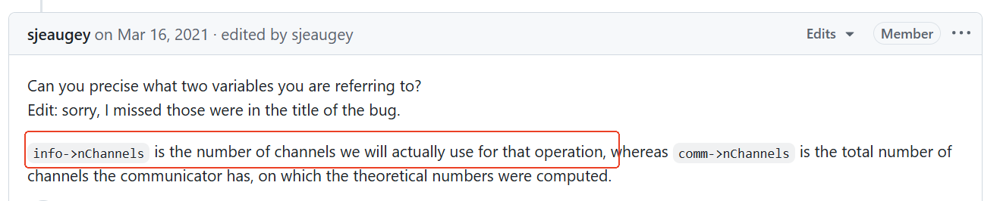 sjeaugey on Mar 16, 2021 · edited by sjeaugey Edits Member
Can you precise what two variables you are referring to?
Edit: sorry, I missed those were in the title of the bug.
info->nChannels is the number of channels we will actually use for that operation, whereas comm->nChannels is the total number of
channels the communicator has, on which the theoretical numbers were computed.